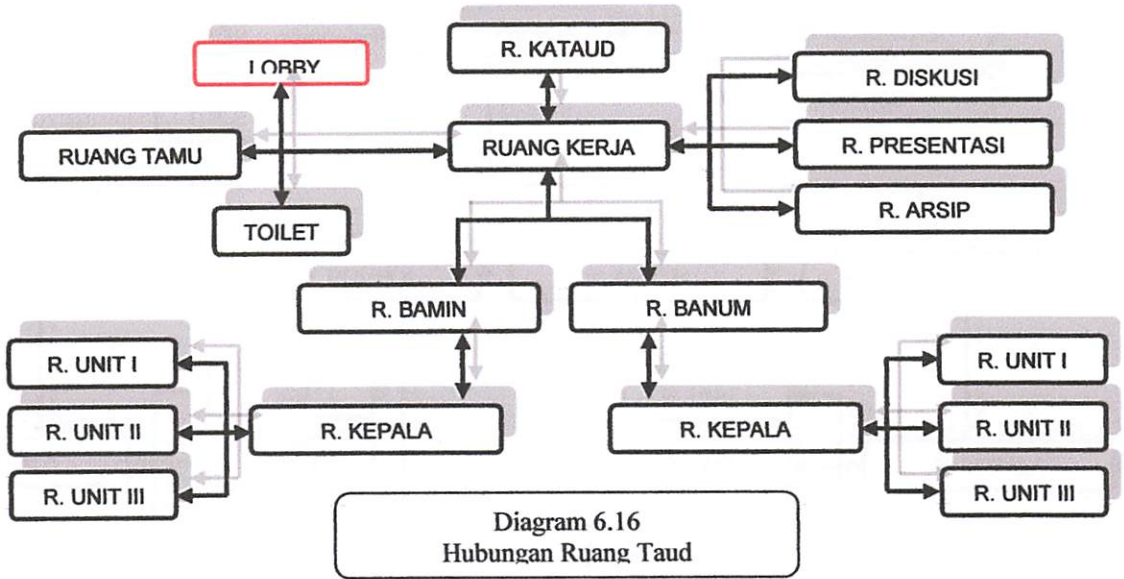 LOBBY
R. KATAUD
R. DISKUSI
RUANG TAMU
RUANG KERJA
R. PRESENTASI
TOILET
R. ARSIP
R. BAMIN
R. BANUM
R. UNIT I
R. UNIT II
R. UNIT III
R. KEPALA
R. KEPALA
R. UNIT I
R. UNIT II
R. UNIT III
Diagram 6.16
Hubungan Ruang Taud